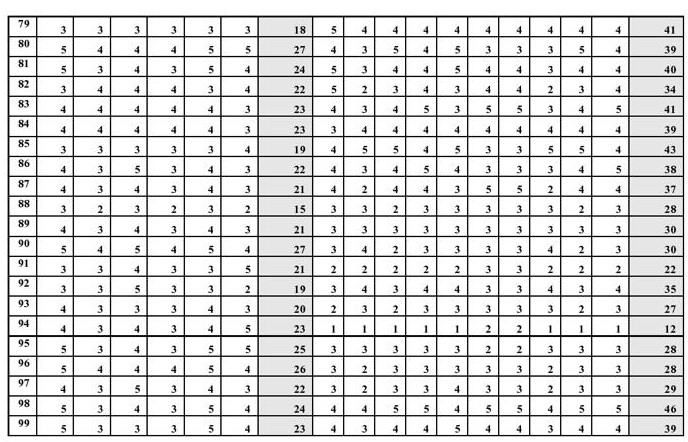 79 3 3 3 3 3 3 18 5 4 4 4 4 4 4 4 4 4 41
80 5 4 4 4 5 5 27 4 3 5 4 5 3 3 3 5 4 39
81 5 3 4 3 5 4 24 5 3 4 4 5 4 4 3 4 4 40
82 3 4 4 4 3 4 22 5 2 3 4 3 4 4 2 3 4 34
83 4 4 4 4 4 3 23 4 3 4 5 3 5 5 3 4 5 41
84 4 4 4 4 4 3 23 3 4 4 4 4 4 4 4 4 4 39
85 3 3 3 3 3 4 19 4 5 5 4 5 3 3 5 5 4 43
86 4 3 5 3 4 3 22 4 3 4 5 4 3 3 3 4 5 38
87 4 3 4 3 4 3 21 4 2 4 4 3 5 5 2 4 4 37
88 3 2 3 2 3 2 15 3 3 2 3 3 3 3 3 2 3 28
89 4 3 4 3 4 3 21 3 3 3 3 3 3 3 3 3 3 30
90 5 4 5 4 5 4 27 3 4 2 3 3 3 3 4 2 3 30
91 3 3 4 3 3 5 21 2 2 2 2 2 3 3 2 2 2 22
92 3 3 5 3 3 2 19 3 4 3 4 4 3 3 4 3 4 35
93 4 3 3 3 4 3 20 2 3 2 3 3 3 3 3 2 3 27
94 4 3 4 3 4 5 23 1 1 1 1 1 2 2 1 1 1 12
95 5 3 4 3 5 5 25 3 3 3 3 3 2 2 3 3 3 28
96 5 4 4 4 5 4 26 3 2 3 3 3 3 3 2 3 3 28
97 4 3 5 3 4 3 22 3 2 3 3 4 3 3 2 3 3 29
98 5 3 4 3 5 4 24 4 4 5 5 4 5 5 4 5 5 46
99 5 3 3 3 5 4 23 4 3 4 4 5 4 4 3 4 4 39